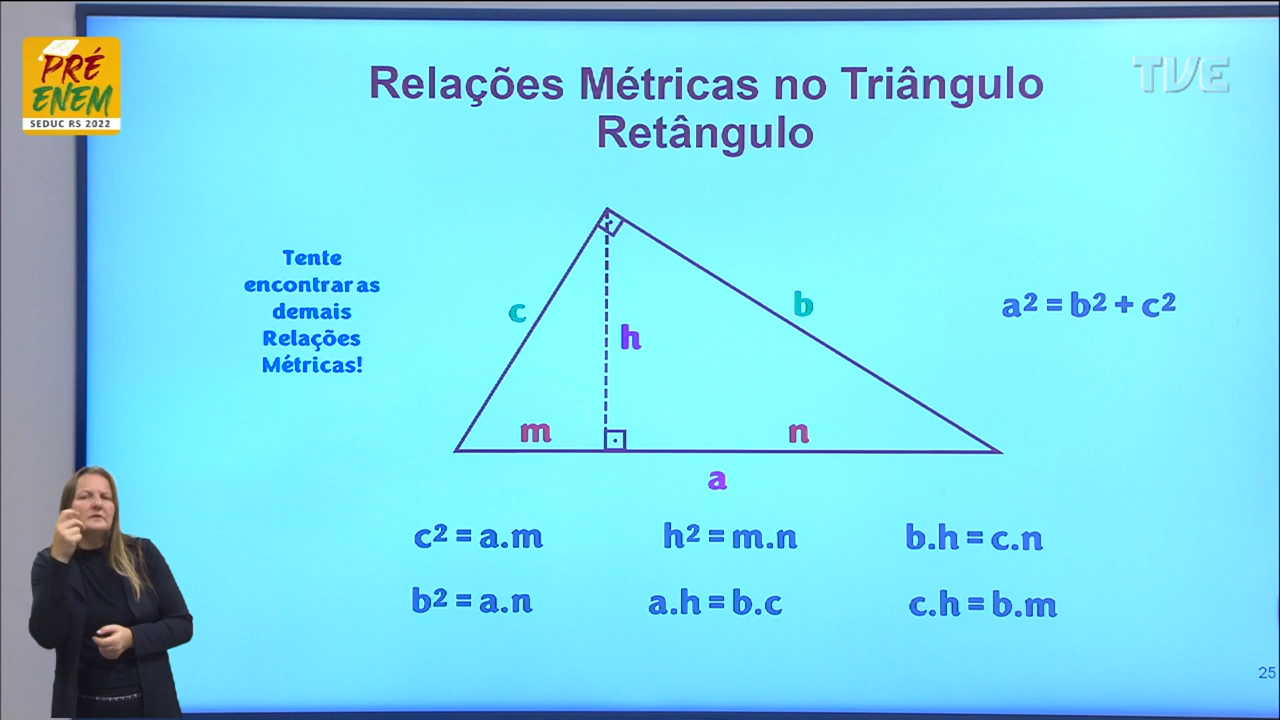 PRÉ
ENEM
SEDUC RS 2022
TVE
Relações Métricas no Triângulo
Retângulo
Tente
encontrar as
demais
Relações
Métricas!
c
b
h
a² = b² + c²
m
n
a
c² = a.m
h² = m.n
b.h = c.n
b² = a.n
a.h = b.c
c.h = b.m
25